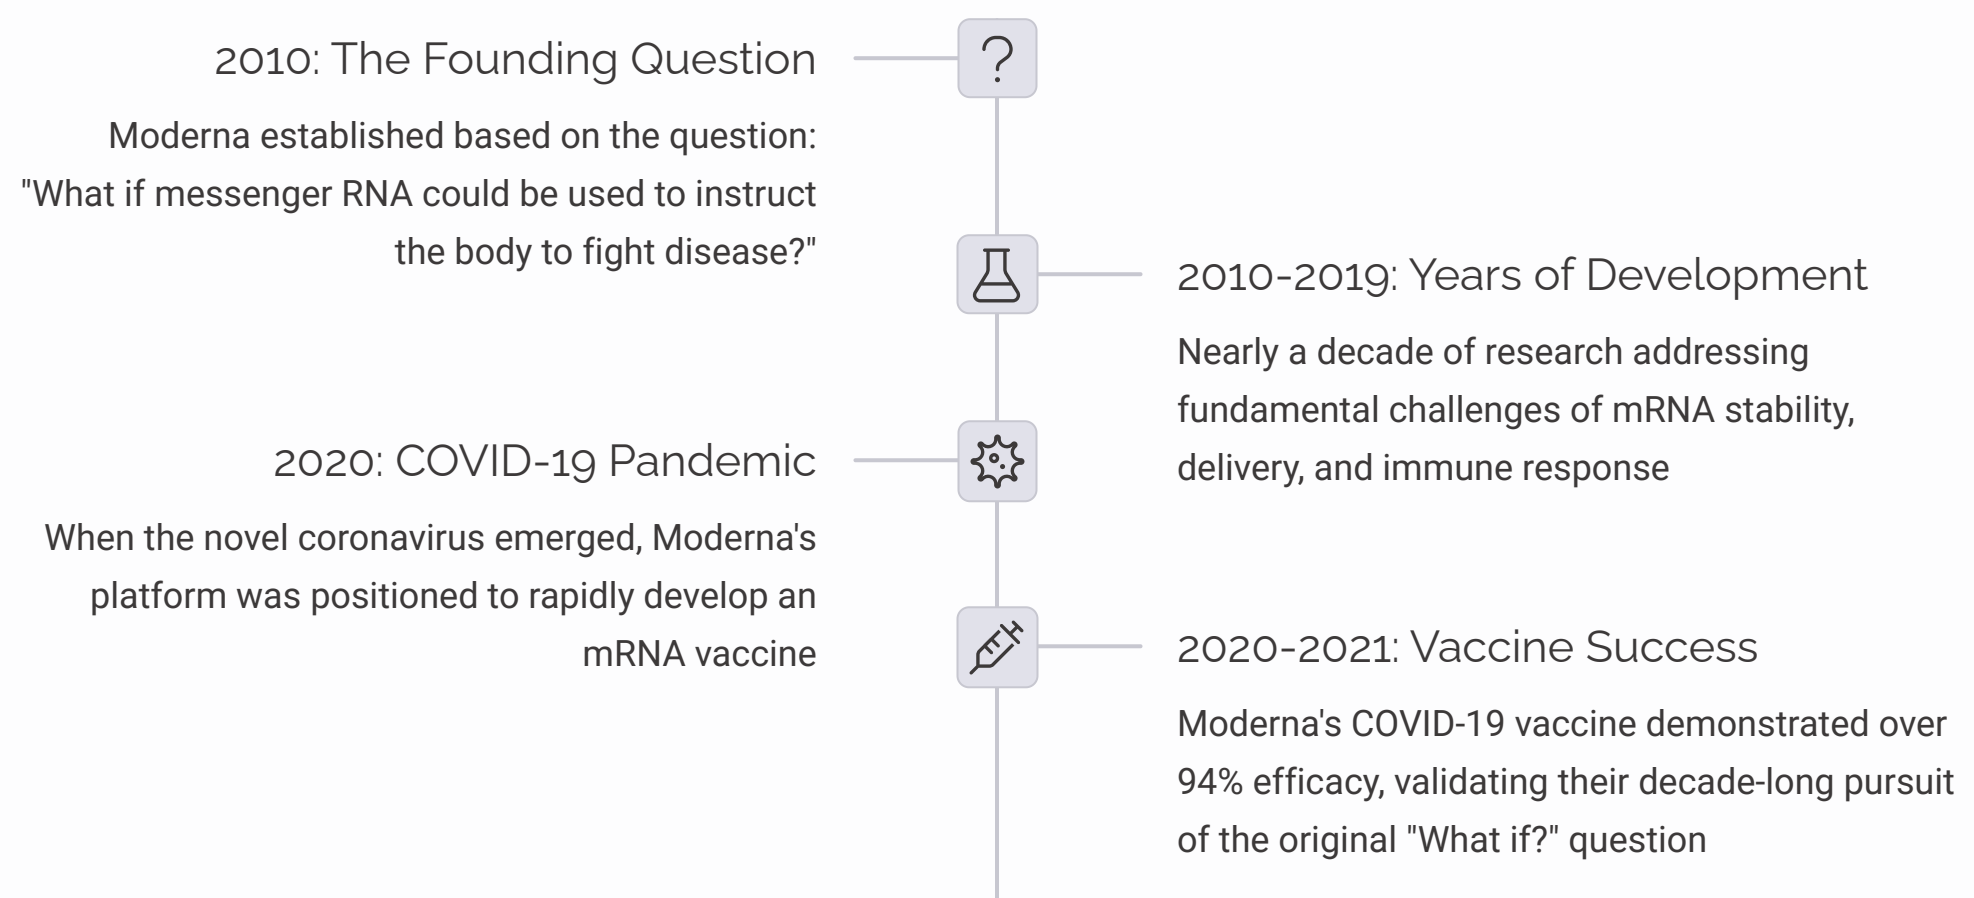 2010: The Founding Question
Moderna established based on the question:
"What if messenger RNA could be used to instruct
the body to fight disease?"
?
2010-2019: Years of Development
Nearly a decade of research addressing
fundamental challenges of mRNA stability,
delivery, and immune response
2020: COVID-19 Pandemic
When the novel coronavirus emerged, Moderna's
platform was positioned to rapidly develop an
mRNA vaccine
2020-2021: Vaccine Success
Moderna's COVID-19 vaccine demonstrated over
94% efficacy, validating their decade-long pursuit
of the original "What if?" question